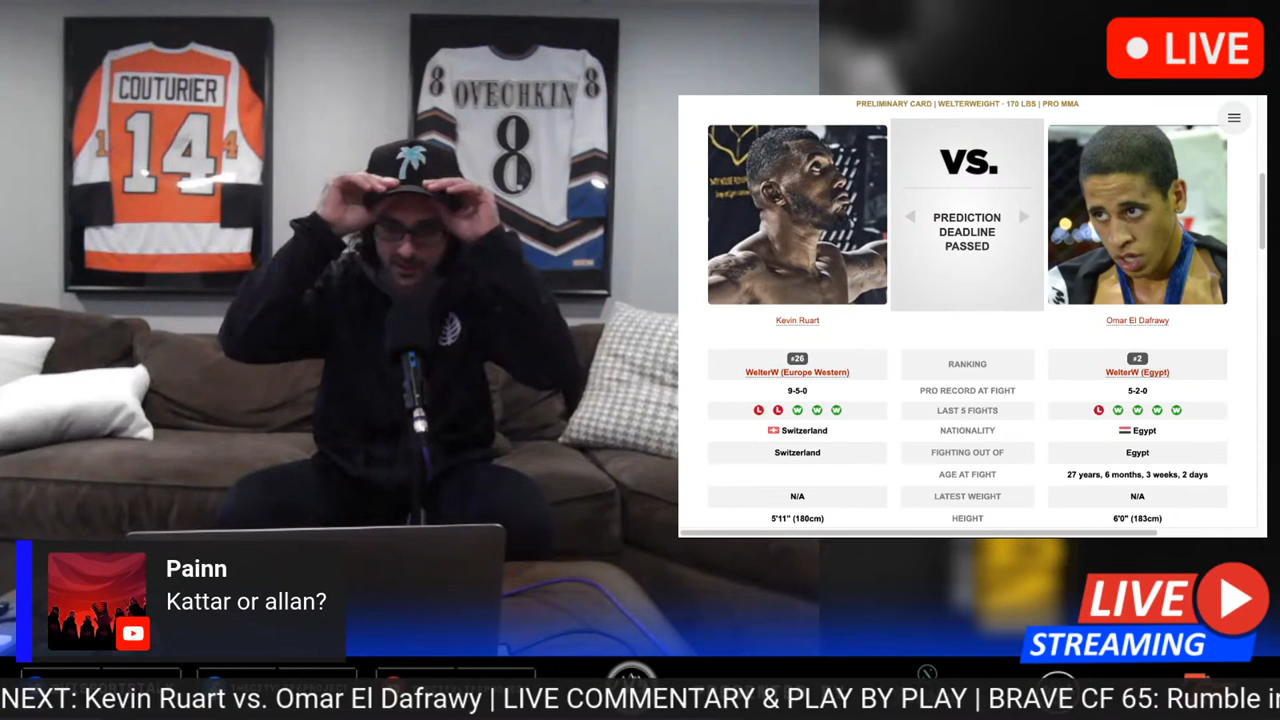 COUTURIER
14
1
4
8
8
OVECHKIN
8
LIVE
PRELIMINARY CARD | WELTERWEIGHT · 170 LBS | PRO MMA
VS.
PREDICTION
DEADLINE
PASSED
Kevin Ruart
Omar El Dafrawy
#26
WelterW (Europe Western)
RANKING
#2
WelterW (Egypt)
9-5-0
PRO RECORD AT FIGHT
5-2-0
L L W W W
LAST 5 FIGHTS
L W W W W
Switzerland
NATIONALITY
Egypt
Switzerland
FIGHTING OUT OF
Egypt
AGE AT FIGHT
27 years, 6 months, 3 weeks, 2 days
N/A
LATEST WEIGHT
N/A
5'11" (180cm)
HEIGHT
6'0" (183cm)
Painn
Kattar or allan?
LIVE
STREAMING
NEXT: Kevin Ruart vs. Omar El Dafrawy | LIVE COMMENTARY & PLAY BY PLAY | BRAVE CF 65: Rumble in